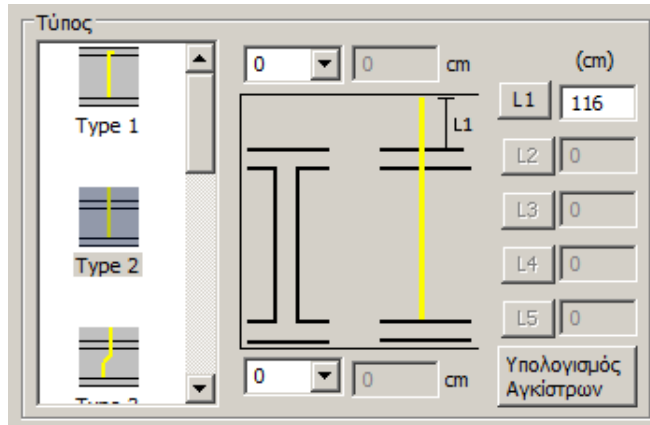 Τύπος
0
0
cm
(cm)
Type 1
L1
L1
116
L2
0
L3
0
Type 2
L4
0
L5
0
0
0
cm
Υπολογισμός
Αγκίστρων